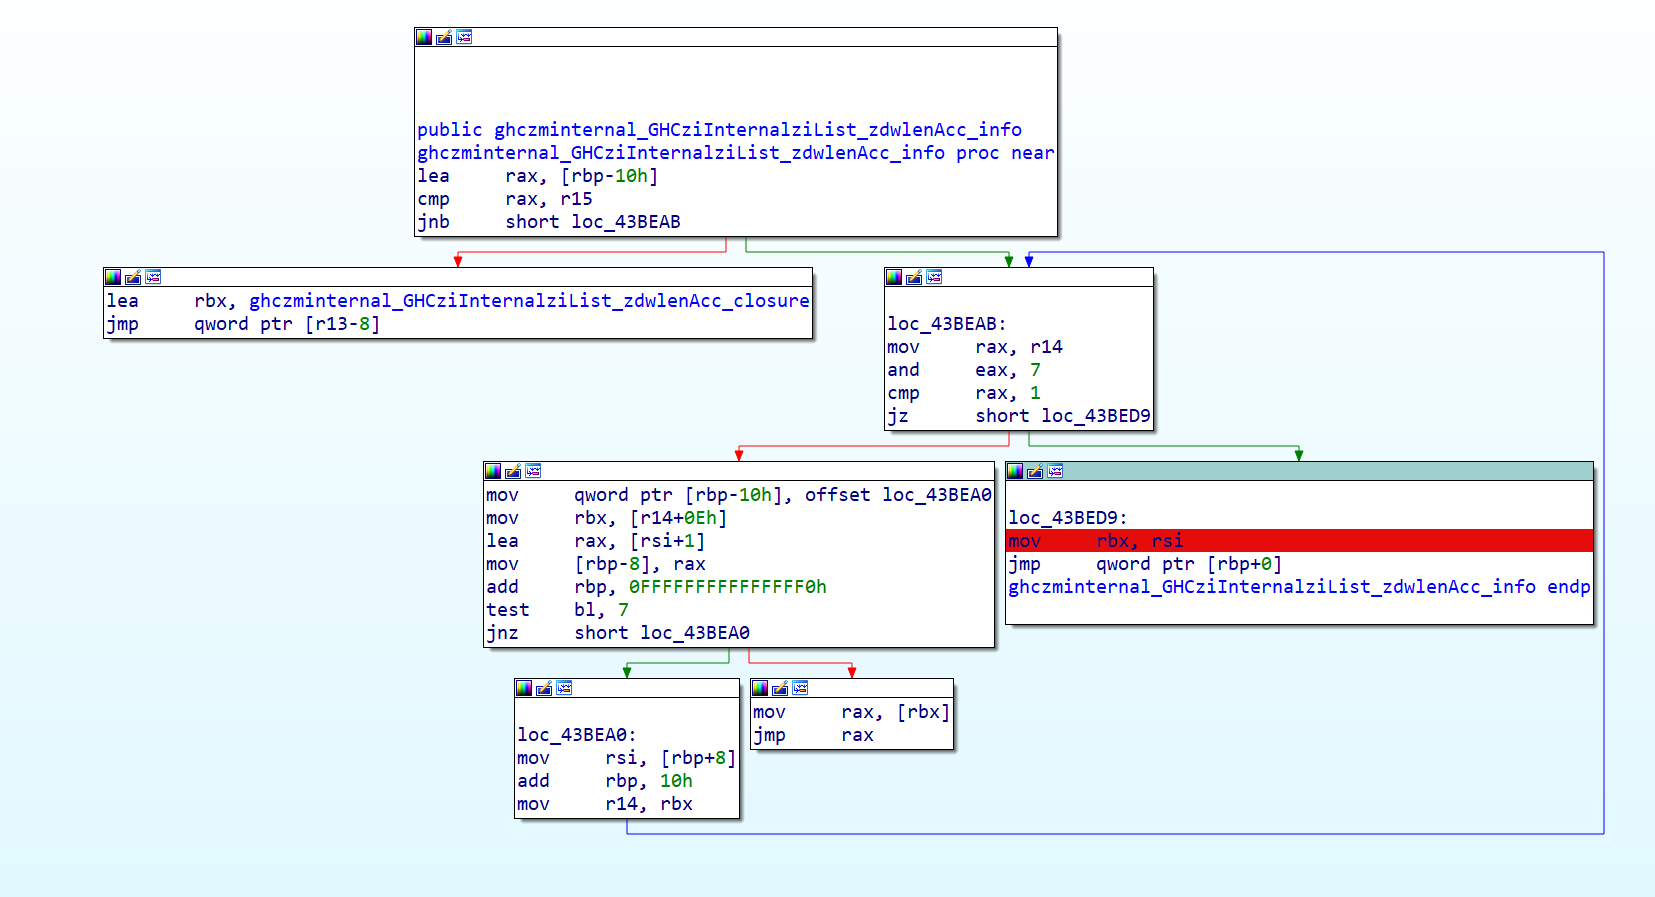 public ghczminternal_GHCziInternalziList_zdwlenAcc_info
ghczminternal_GHCziInternalziList_zdwlenAcc_info proc near
lea     rax, [rbp-10h]
cmp     rax, r15
jnb     short loc_43BEAB
lea     rbx, ghczminternal_GHCziInternalziList_zdwlenAcc_closure
jmp     qword ptr [r13-8]
loc_43BEAB:
mov     rax, r14
and     eax, 7
cmp     rax, 1
jz      short loc_43BED9
mov     qword ptr [rbp-10h], offset loc_43BEA0
mov     rbx, [r14+0Eh]
lea     rax, [rsi+1]
mov     [rbp-8], rax
add     rbp, 0FFFFFFFFFFFFFFF0h
test    bl, 7
jnz     short loc_43BEA0
loc_43BED9:
mov     rbx, rsi
jmp     qword ptr [rbp+0]
ghczminternal_GHCziInternalziList_zdwlenAcc_info endp
loc_43BEA0:
mov     rsi, [rbp+8]
add     rbp, 10h
mov     r14, rbx
mov     rax, [rbx]
jmp     rax